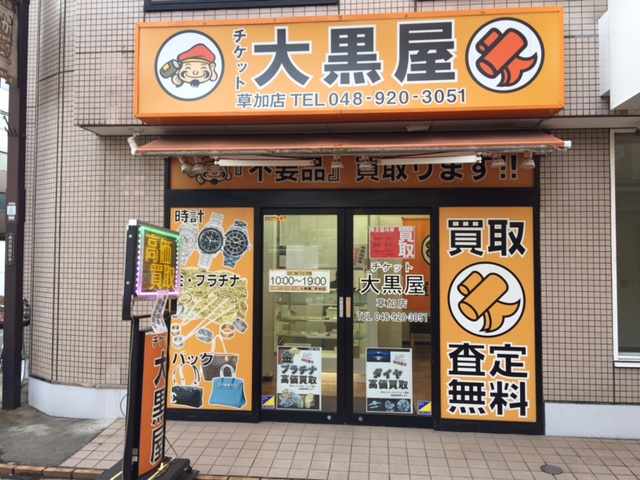 チケット
大黒屋
草加店 TEL 048-920-3051
『不要品』買取ります!!
時計
金・プラチナ
バッグ
高価
買取
大黒屋
10:00~19:00
買取
チケット
大黒屋
草加店
TEL 048-920-3051
金
プラチナ
高価買取
ダイヤ
高価買取
買取
査定
無料